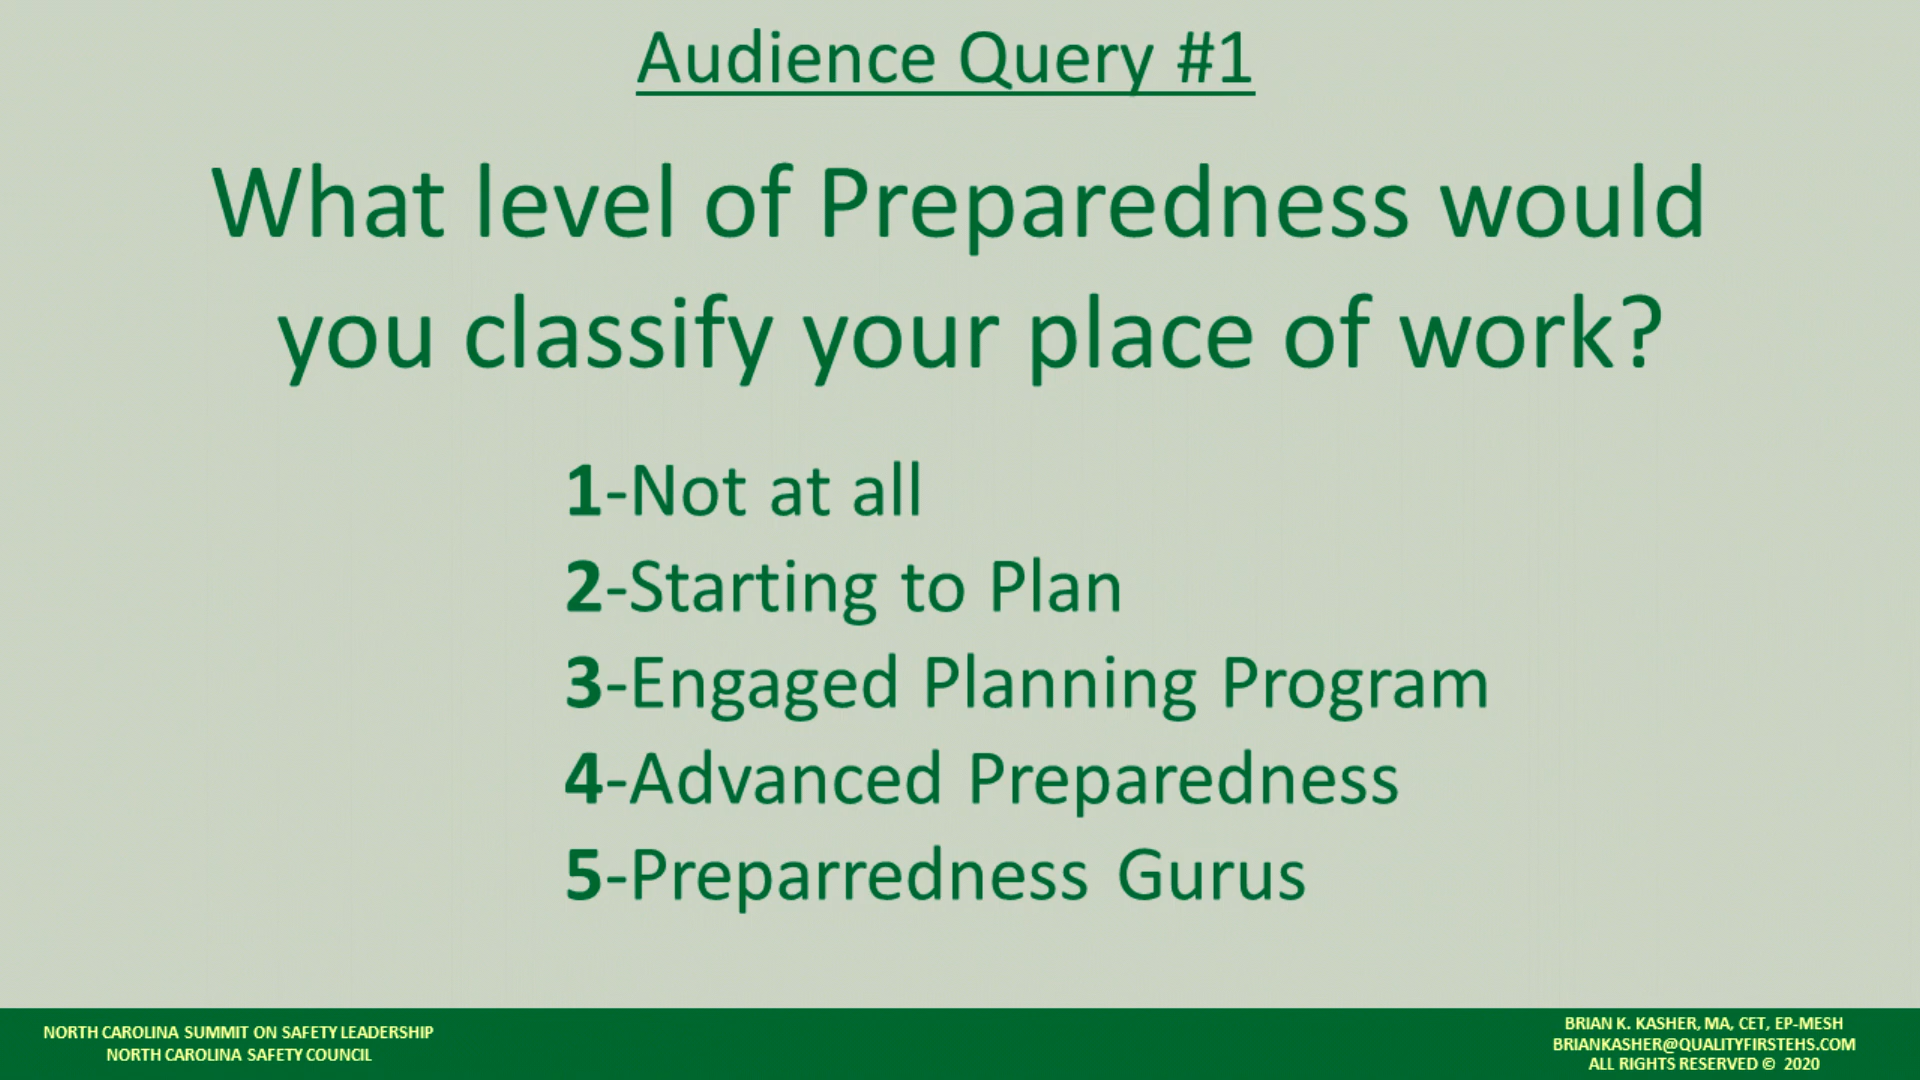 Audience Query #1
What level of Preparedness would
you classify your place of work?
1-Not at all
2-Starting to Plan
3-Engaged Planning Program
4-Advanced Preparedness
5-Preparredness Gurus
NORTH CAROLINA SUMMIT ON SAFETY LEADERSHIP
NORTH CAROLINA SAFETY COUNCIL
BRIAN K. KASHER, MA, CET, EP-MESH
BRIANKASHER@QUALITYFIRSTEHS.COM
ALL RIGHTS RESERVED © 2020